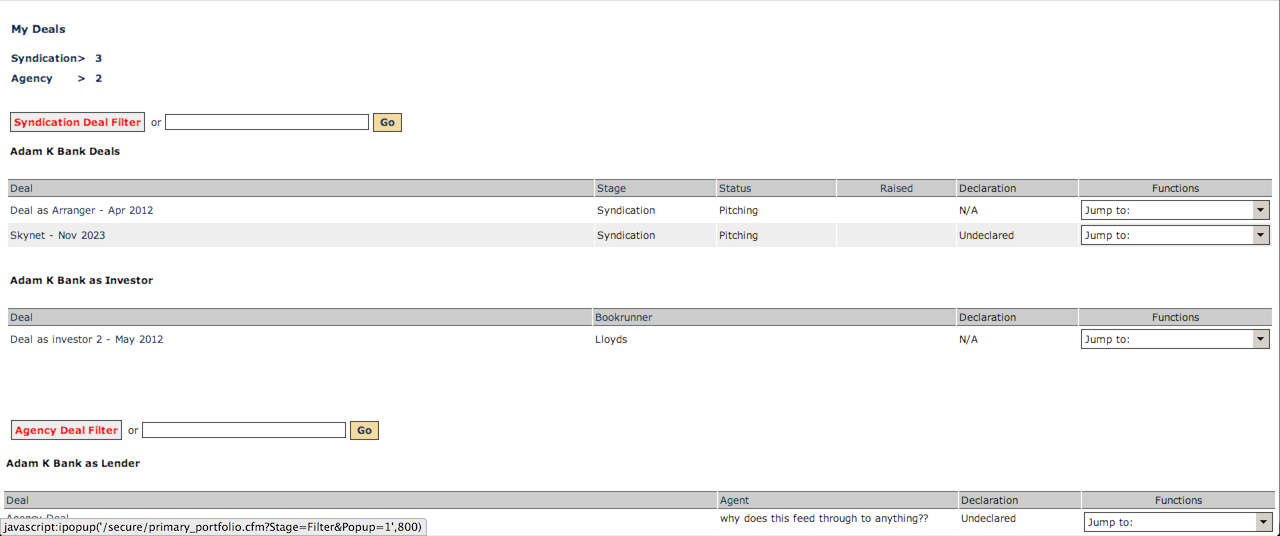 My Deals
Syndication> 3
Agency > 2
Syndication Deal Filter or Go
Adam K Bank Deals
Deal Stage Status Raised Declaration Functions
Deal as Arranger - Apr 2012 Syndication Pitching N/A Jump to:
Skynet - Nov 2023 Syndication Pitching Undeclared Jump to:
Adam K Bank as Investor
Deal Bookrunner Declaration Functions
Deal as investor 2 - May 2012 Lloyds N/A Jump to:
Agency Deal Filter or Go
Adam K Bank as Lender
Deal Agent Declaration Functions
Agency Deal why does this feed through to anything?? Undeclared Jump to:
javascript:ipopup('/secure/primary_portfolio.cfm?Stage=Filter&Popup=1',800)